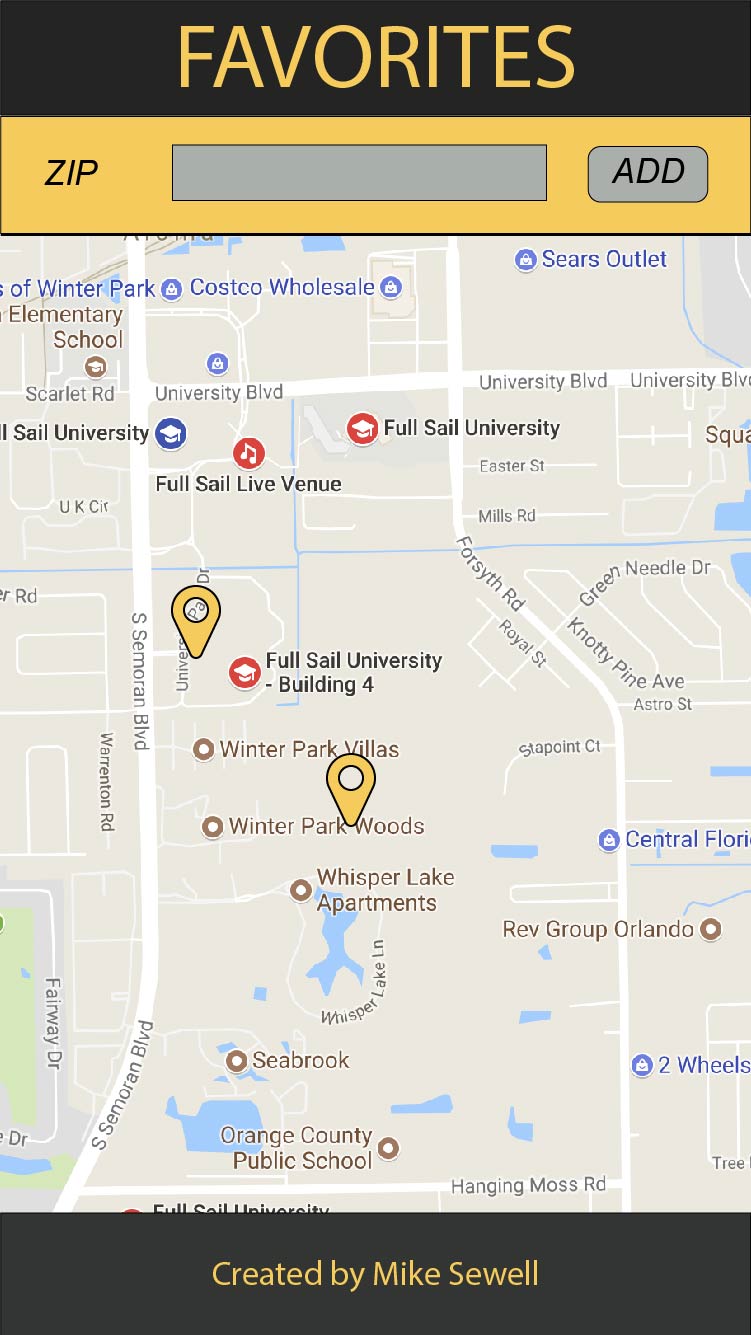 FAVORITES
ZIP
ADD
Sears Outlet
s of Winter Park
Costco Wholesale
Elementary
School
Scarlet Rd
University Blvd
University Blvd
University Blvd
ll Sail University
Full Sail University
Full Sail Live Venue
Squa
Easter St
U K Cir
Mills Rd
Forsyth Rd
Green Needle Dr
er Rd
S Semoran Blvd
Royal St
Knotty Pine Ave
Full Sail University
- Building 4
Astro St
Warrenton Rd
Winter Park Villas
Stapoint Ct
Winter Park Woods
Central Flori
Whisper Lake
Apartments
Rev Group Orlando
Whisper Lake Ln
Fairway Dr
S Semoran Blvd
Seabrook
2 Wheels
Orange County
Public School
e Dr
Tree
Hanging Moss Rd
Full Sail University
Created by Mike Sewell